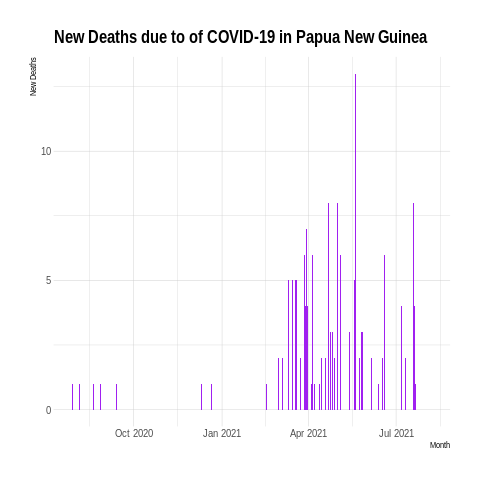 New Deaths due to of COVID-19 in Papua New Guinea
New Deaths
10
5
0
Oct 2020 Jan 2021 Apr 2021 Jul 2021
Month